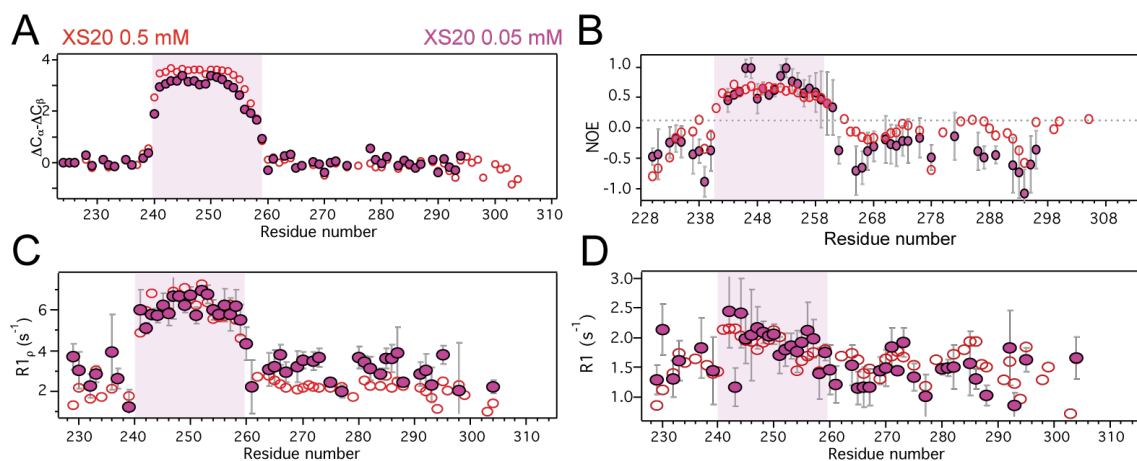 A XS20 0.5 mM XS20 0.05 mM B
4
2
0
ΔCα-ΔCβ
230 240 250 260 270 280 290 300 310
Residue number
1.0
0.5
0.0
-0.5
-1.0
NOE
228 238 248 258 268 278 288 298 308
Residue number
C D
6
4
2
R1ρ (s-1)
230 240 250 260 270 280 290 300 310
Residue number
3.0
2.5
2.0
1.5
1.0
R1 (s-1)
230 240 250 260 270 280 290 300 310
Residue number